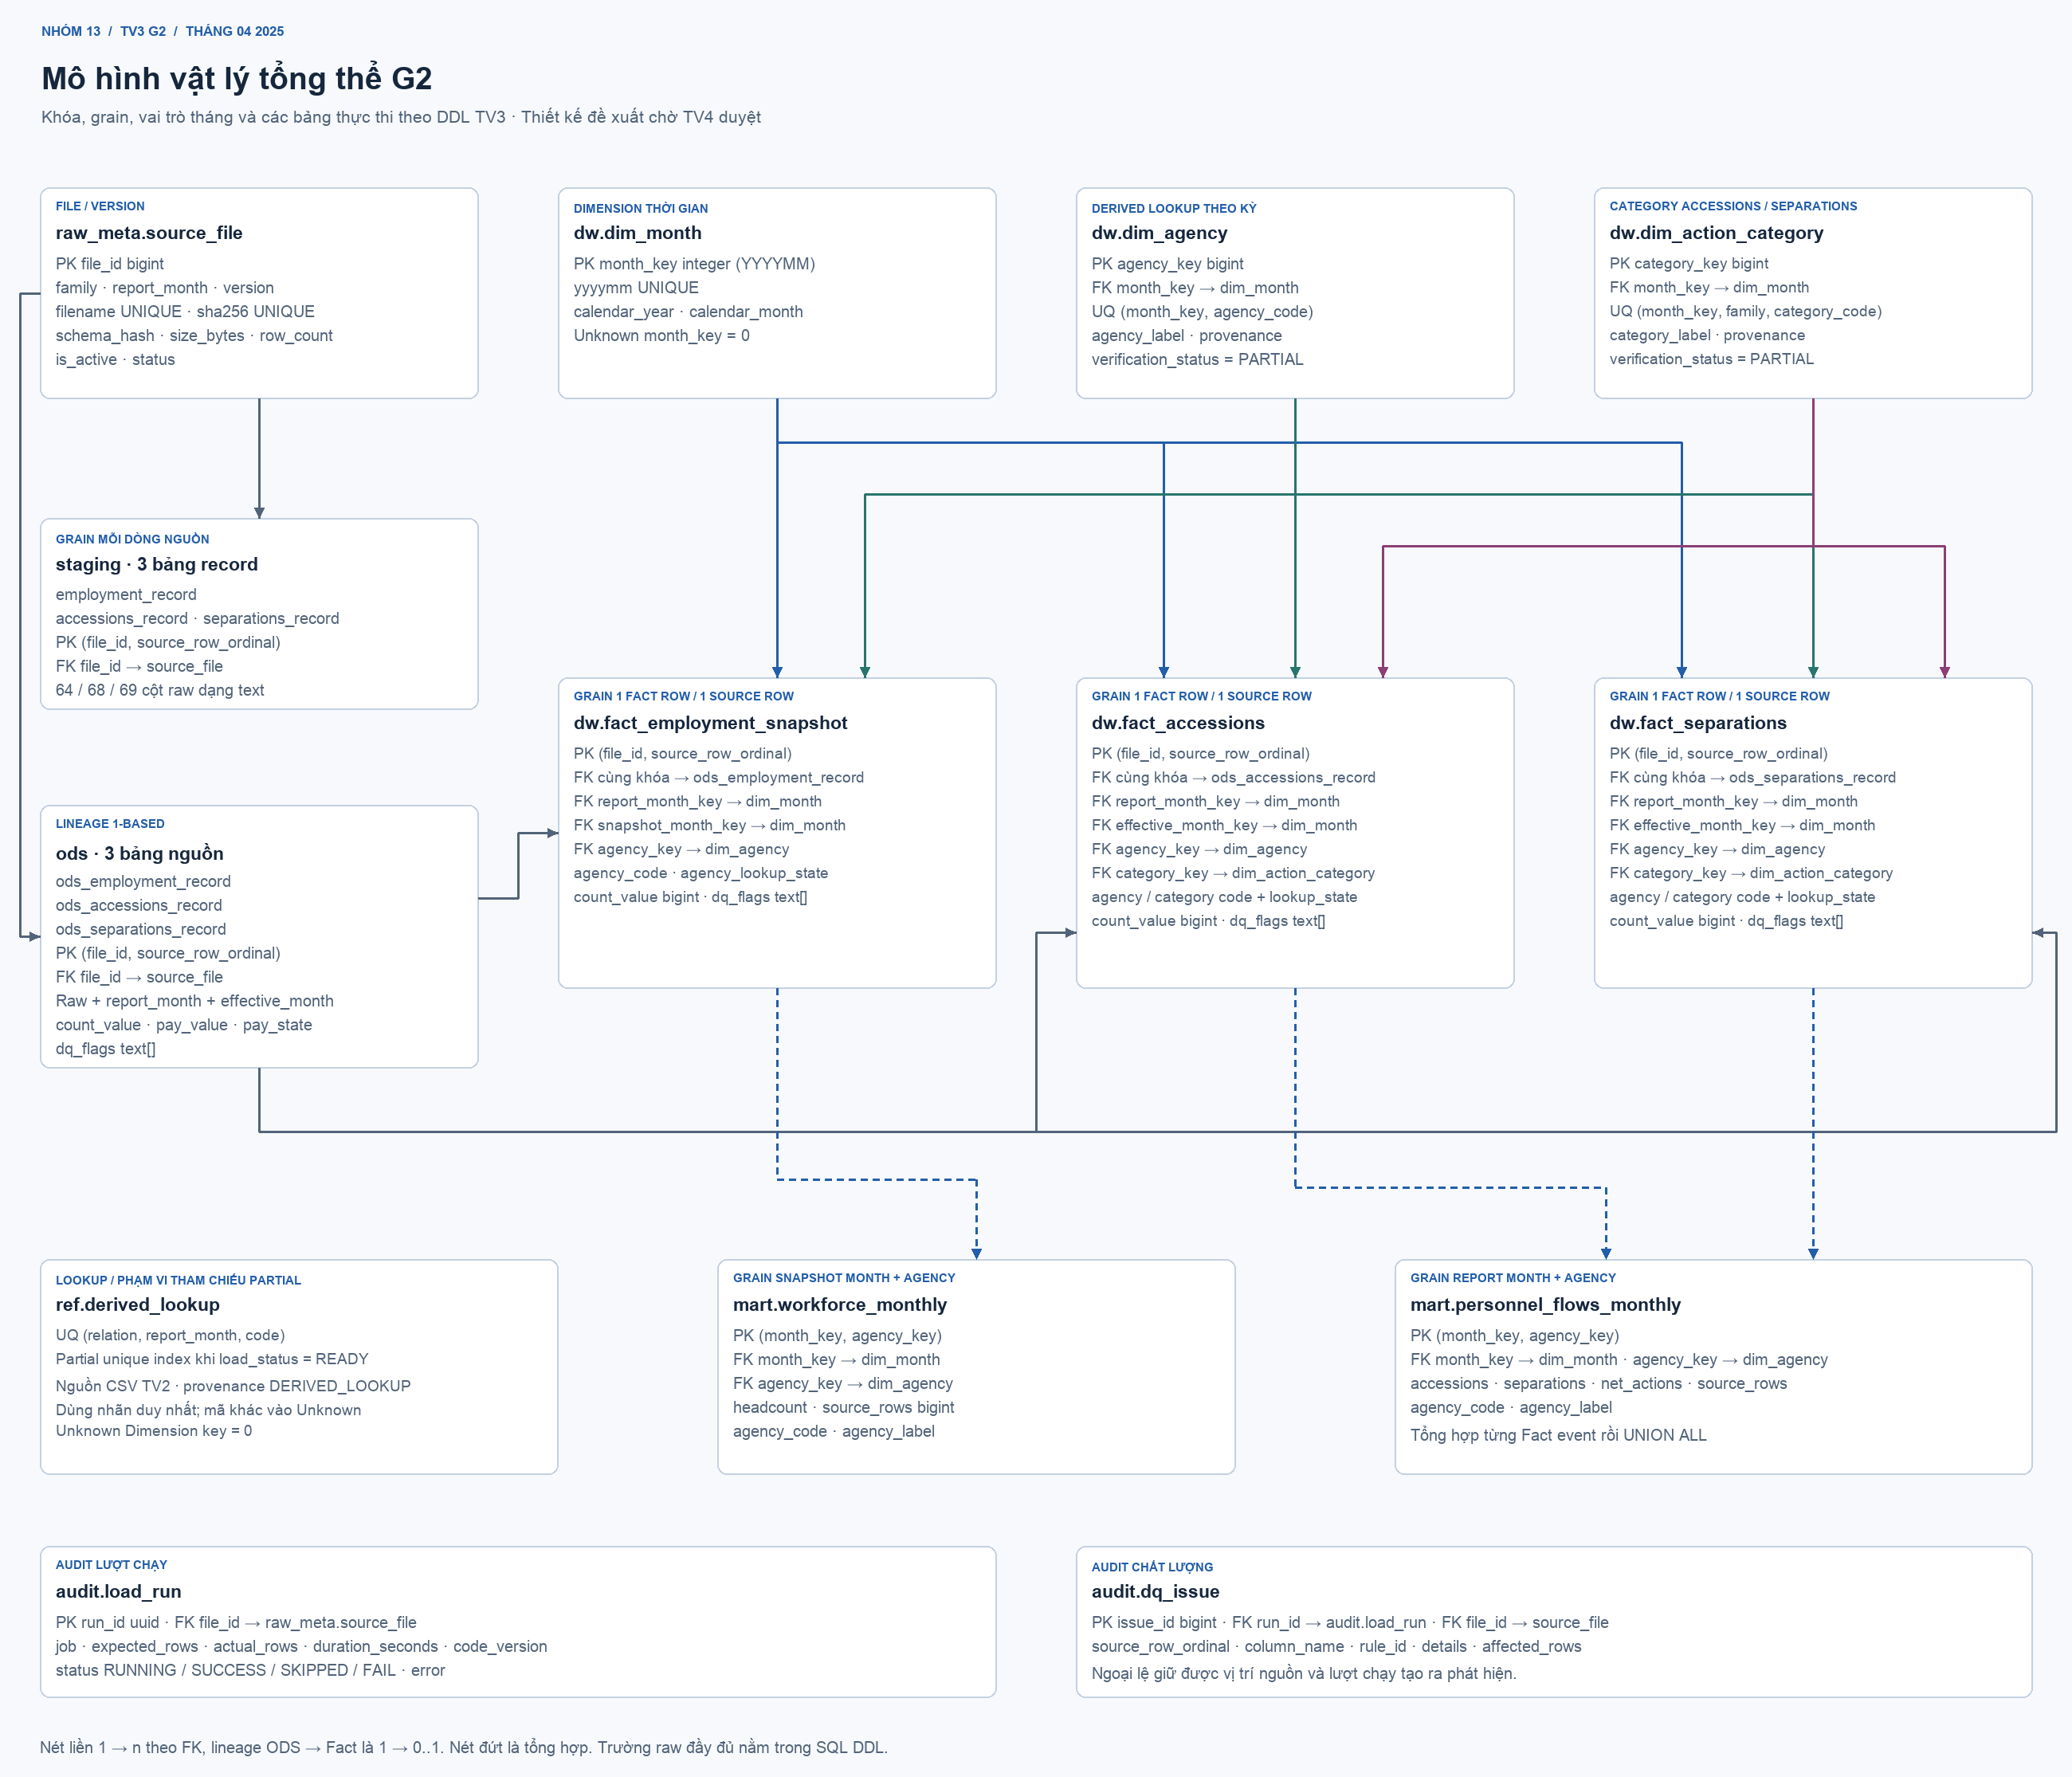 NHÓM 13 / TV3 G2 / THÁNG 04 2025
Mô hình vật lý tổng thể G2
Khóa, grain, vai trò tháng và các bảng thực thi theo DDL TV3 · Thiết kế đề xuất chờ TV4 duyệt
FILE / VERSION
raw_meta.source_file
PK file_id bigint
family · report_month · version
filename UNIQUE · sha256 UNIQUE
schema_hash · size_bytes · row_count
is_active · status
DIMENSION THỜI GIAN
dw.dim_month
PK month_key integer (YYYYMM)
yyyymm UNIQUE
calendar_year · calendar_month
Unknown month_key = 0
DERIVED LOOKUP THEO KỲ
dw.dim_agency
PK agency_key bigint
FK month_key → dim_month
UQ (month_key, agency_code)
agency_label · provenance
verification_status = PARTIAL
CATEGORY ACCESSIONS / SEPARATIONS
dw.dim_action_category
PK category_key bigint
FK month_key → dim_month
UQ (month_key, family, category_code)
category_label · provenance
verification_status = PARTIAL
GRAIN MỖI DÒNG NGUỒN
staging · 3 bảng record
employment_record
accessions_record · separations_record
PK (file_id, source_row_ordinal)
FK file_id → source_file
64 / 68 / 69 cột raw dạng text
LINEAGE 1-BASED
ods · 3 bảng nguồn
ods_employment_record
ods_accessions_record
ods_separations_record
PK (file_id, source_row_ordinal)
FK file_id → source_file
Raw + report_month + effective_month
count_value · pay_value · pay_state
dq_flags text[]
GRAIN 1 FACT ROW / 1 SOURCE ROW
dw.fact_employment_snapshot
PK (file_id, source_row_ordinal)
FK cùng khóa → ods_employment_record
FK report_month_key → dim_month
FK snapshot_month_key → dim_month
FK agency_key → dim_agency
agency_code · agency_lookup_state
count_value bigint · dq_flags text[]
GRAIN 1 FACT ROW / 1 SOURCE ROW
dw.fact_accessions
PK (file_id, source_row_ordinal)
FK cùng khóa → ods_accessions_record
FK report_month_key → dim_month
FK effective_month_key → dim_month
FK agency_key → dim_agency
FK category_key → dim_action_category
agency / category code + lookup_state
count_value bigint · dq_flags text[]
GRAIN 1 FACT ROW / 1 SOURCE ROW
dw.fact_separations
PK (file_id, source_row_ordinal)
FK cùng khóa → ods_separations_record
FK report_month_key → dim_month
FK effective_month_key → dim_month
FK agency_key → dim_agency
FK category_key → dim_action_category
agency / category code + lookup_state
count_value bigint · dq_flags text[]
LOOKUP / PHẠM VI THAM CHIẾU PARTIAL
ref.derived_lookup
UQ (relation, report_month, code)
Partial unique index khi load_status = READY
Nguồn CSV TV2 · provenance DERIVED_LOOKUP
Dùng nhãn duy nhất; mã khác vào Unknown
Unknown Dimension key = 0
GRAIN SNAPSHOT MONTH + AGENCY
mart.workforce_monthly
PK (month_key, agency_key)
FK month_key → dim_month
FK agency_key → dim_agency
headcount · source_rows bigint
agency_code · agency_label
GRAIN REPORT MONTH + AGENCY
mart.personnel_flows_monthly
PK (month_key, agency_key)
FK month_key → dim_month · agency_key → dim_agency
accessions · separations · net_actions · source_rows
agency_code · agency_label
Tổng hợp từng Fact event rồi UNION ALL
AUDIT LƯỢT CHẠY
audit.load_run
PK run_id uuid · FK file_id → raw_meta.source_file
job · expected_rows · actual_rows · duration_seconds · code_version
status RUNNING / SUCCESS / SKIPPED / FAIL · error
AUDIT CHẤT LƯỢNG
audit.dq_issue
PK issue_id bigint · FK run_id → audit.load_run · FK file_id → source_file
source_row_ordinal · column_name · rule_id · details · affected_rows
Ngoại lệ giữ được vị trí nguồn và lượt chạy tạo ra phát hiện.
Nét liền 1 → n theo FK, lineage ODS → Fact là 1 → 0..1. Nét đứt là tổng hợp. Trường raw đầy đủ nằm trong SQL DDL.